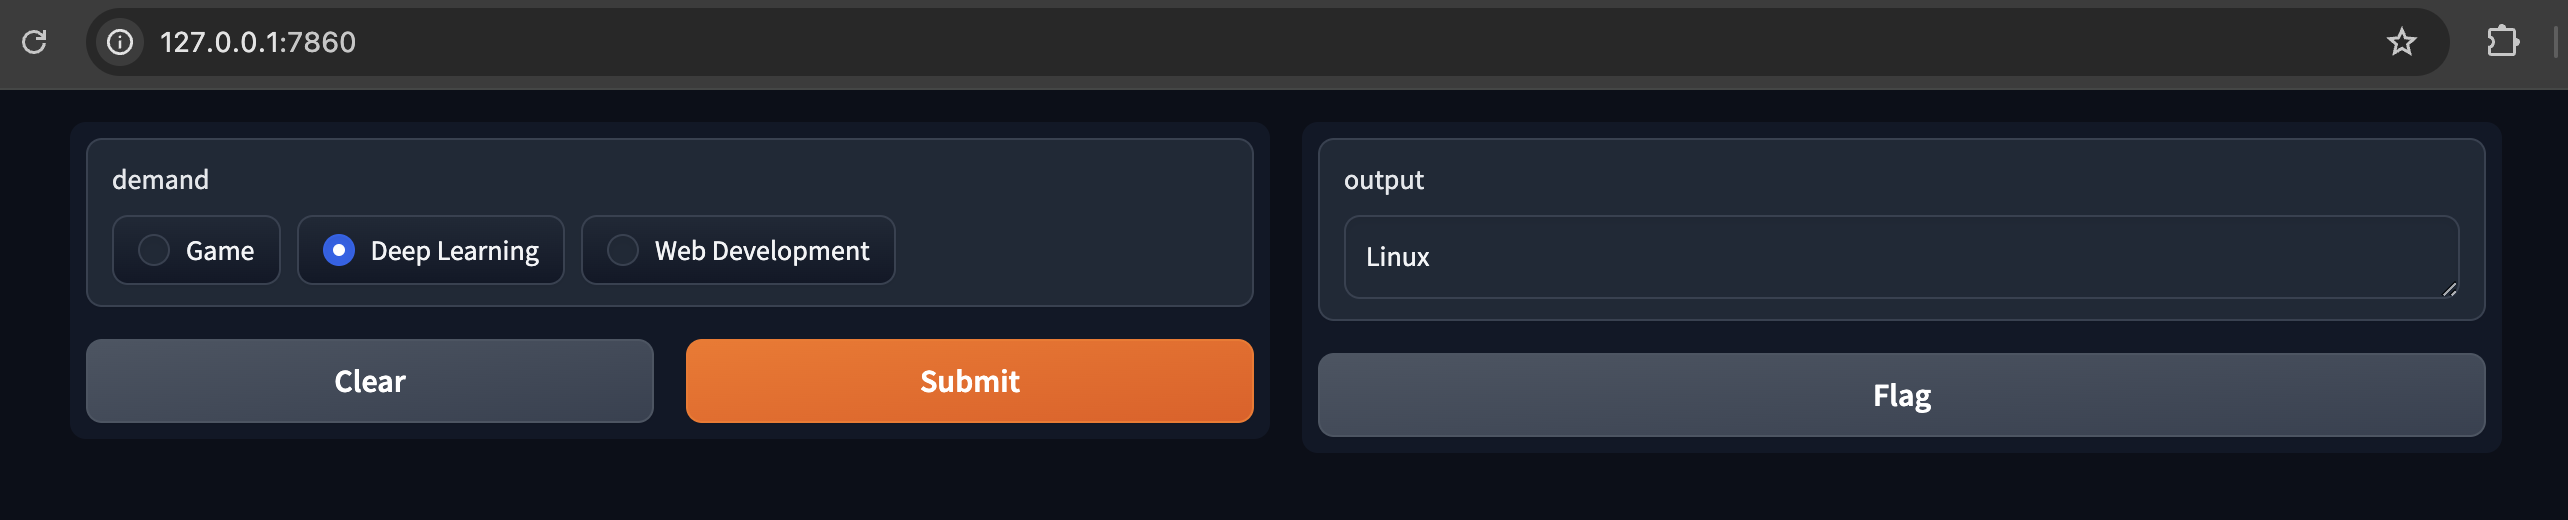 127.0.0.1:7860
demand
Game
Deep Learning
Web Development
Clear
Submit
output
Linux
Flag